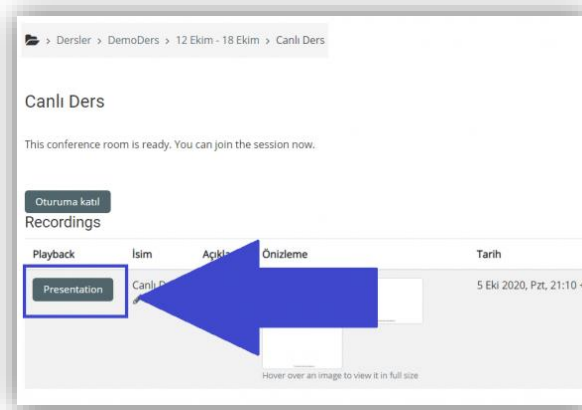 > Dersler > DemoDers > 12 Ekim - 18 Ekim > Canlı Ders
Canlı Ders
This conference room is ready. You can join the session now.
Oturuma katıl
Recordings
Playback İsim Önizleme Tarih
Presentation Canlı 5 Eki 2020, Pzt, 21:10
Hover over an image to view it in full size